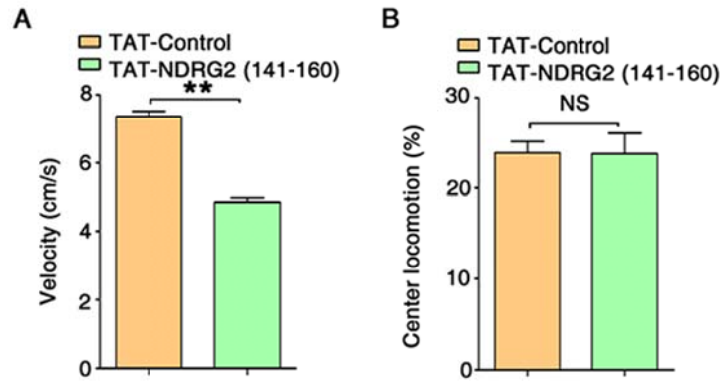 A
TAT-Control
TAT-NDRG2 (141-160)
**
Velocity (cm/s)
8
6
4
2
0
B
TAT-Control
TAT-NDRG2 (141-160)
NS
Center locomotion (%)
30
20
10
0